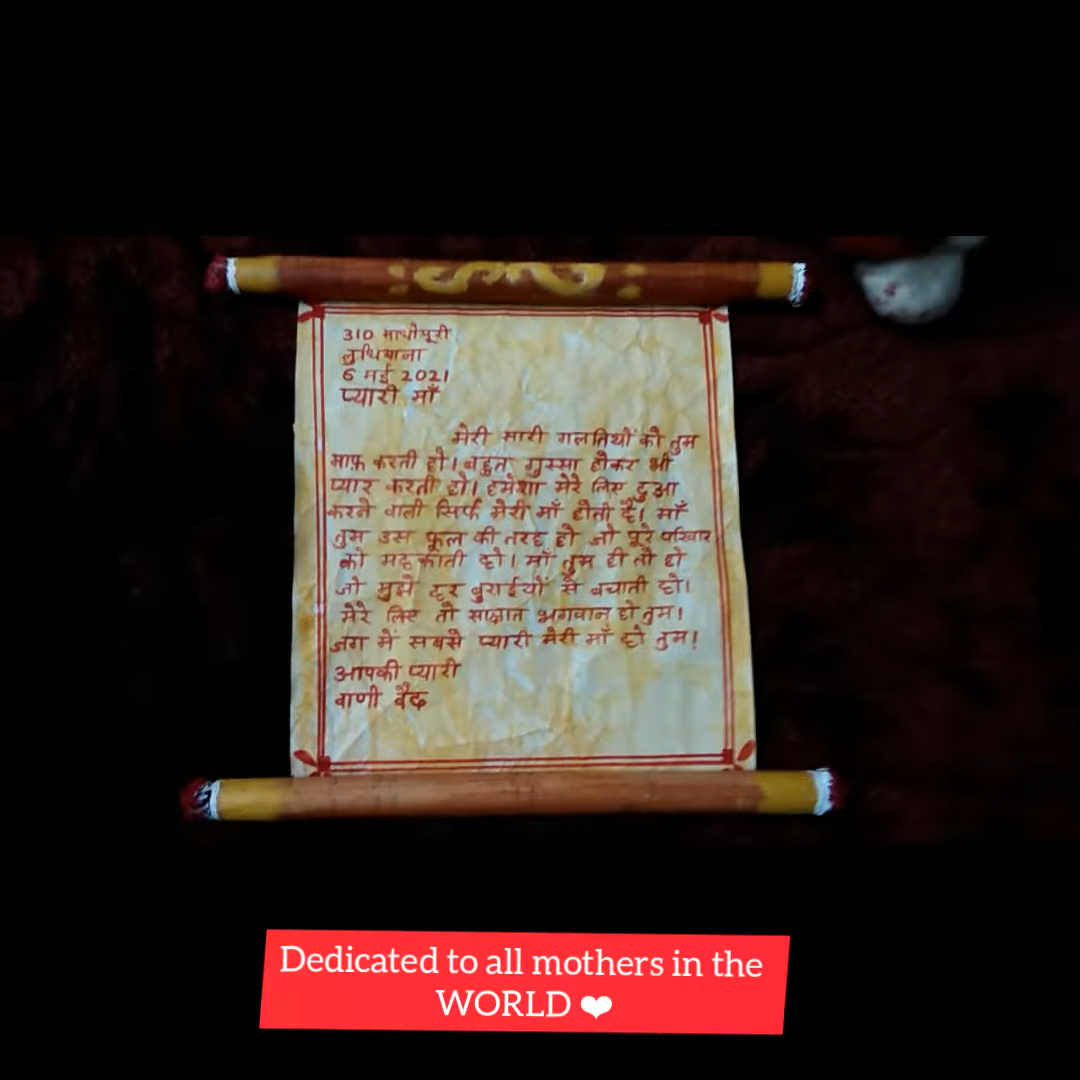 310 माधोपूरी
लुधियाना
6 मई 2021
प्यारी माँ
मेरी सारी गलतियों को तुम
माफ़ करती हो। बहुत गुस्सा होकर भी
प्यार करती हो। हमेशा मेरे लिए दुआ
करने वाली सिर्फ मेरी माँ होती है। माँ
तुम उस फूल की तरह हो जो पूरे परिवार
को महकाती हो। माँ तुम ही तो हो
जो मुझे हर बुराईयों से बचाती हो।
मेरे लिए तो साक्षात भगवान हो तुम।
जग में सबसे प्यारी मेरी माँ हो तुम!
आपकी प्यारी
वाणी वैद
Dedicated to all mothers in the
WORLD ❤